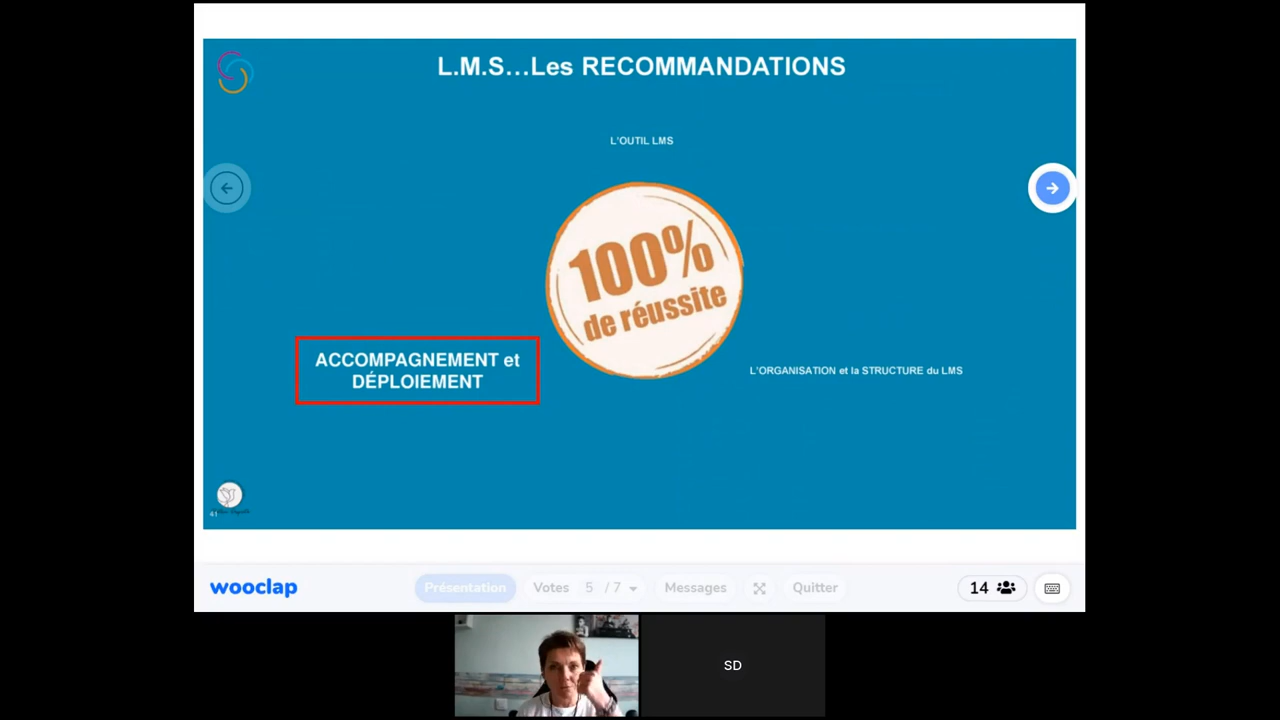 L.M.S...Les RECOMMANDATIONS
L'OUTIL LMS
100%
de réussite
ACCOMPAGNEMENT et
DÉPLOIEMENT
L'ORGANISATION et la STRUCTURE du LMS
wooclap
Présentation
Votes 5 / 7
Messages
Quitter
14
SD